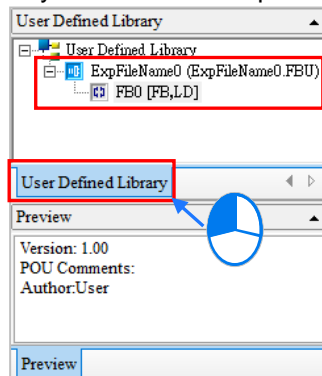 User Defined Library
User Defined Library
ExpFileName0 (ExpFileName0.FBU)
FB0 [FB,LD]
User Defined Library
Preview
Version: 1.00
POU Comments:
Author:User
Preview